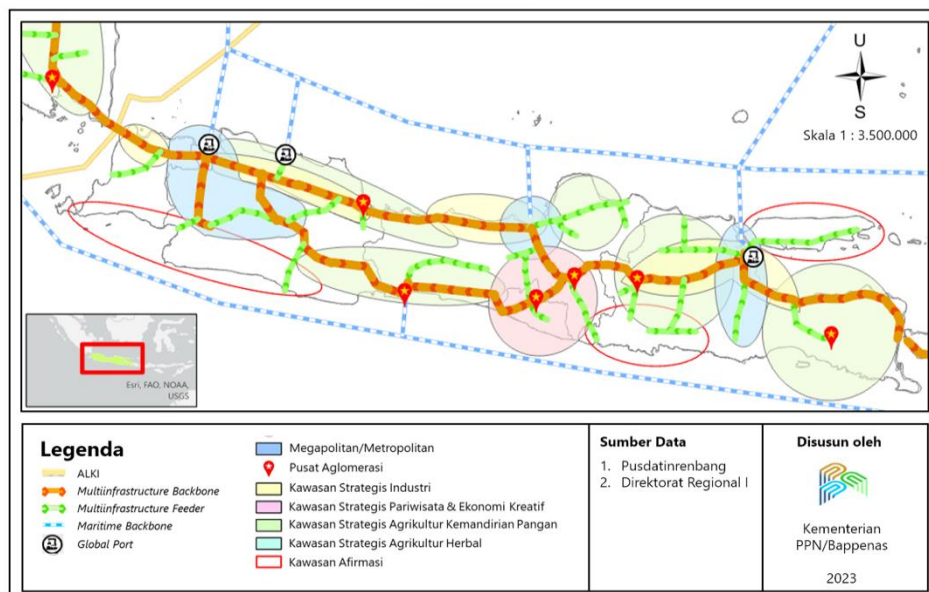 U
S
Skala 1 : 3.500.000
Esri, FAO, NOAA,
USGS
Legenda
ALKI
Multiinfrastructure Backbone
Multiinfrastructure Feeder
Maritime Backbone
Global Port
Megapolitan/Metropolitan
Pusat Aglomerasi
Kawasan Strategis Industri
Kawasan Strategis Pariwisata & Ekonomi Kreatif
Kawasan Strategis Agrikultur Kemandirian Pangan
Kawasan Strategis Agrikultur Herbal
Kawasan Afirmasi
Sumber Data
1. Pusdatinrenbang
2. Direktorat Regional I
Disusun oleh
Kementerian
PPN/Bappenas
2023